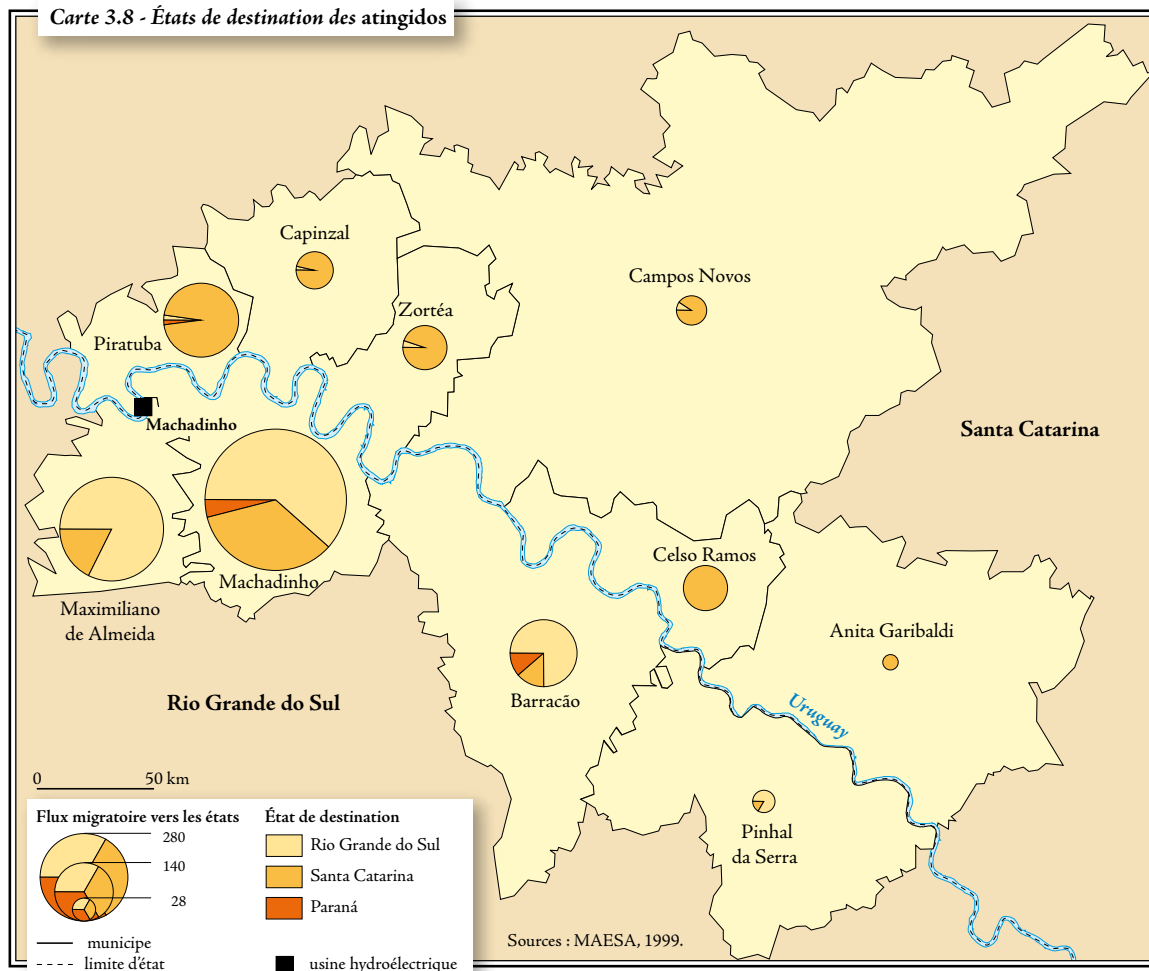 Carte 3.8 - États de destination des atingidos
Capinzal
Campos Novos
Zortéa
Piratuba
Machadinho
Santa Catarina
Celso Ramos
Machadinho
Maximiliano
de Almeida
Anita Garibaldi
Rio Grande do Sul
Barracão
Uruguay
0 50 km
Pinhal
da Serra
Flux migratoire vers les états
280
140
28
État de destination
Rio Grande do Sul
Santa Catarina
Paraná
municipe
limite d'état
usine hydroélectrique
Sources : MAESA, 1999.